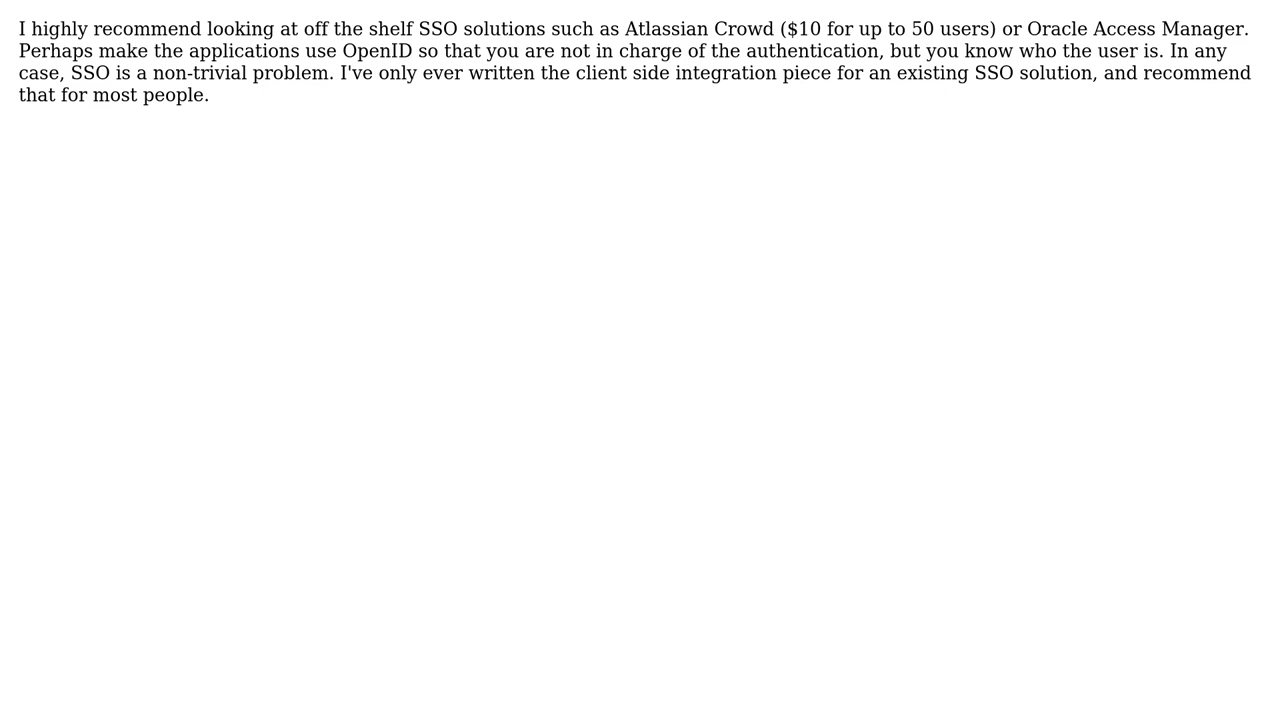 I highly recommend looking at off the shelf SSO solutions such as Atlassian Crowd ($10 for up to 50 users) or Oracle Access Manager.
Perhaps make the applications use OpenID so that you are not in charge of the authentication, but you know who the user is. In any
case, SSO is a non-trivial problem. I've only ever written the client side integration piece for an existing SSO solution, and recommend
that for most people.